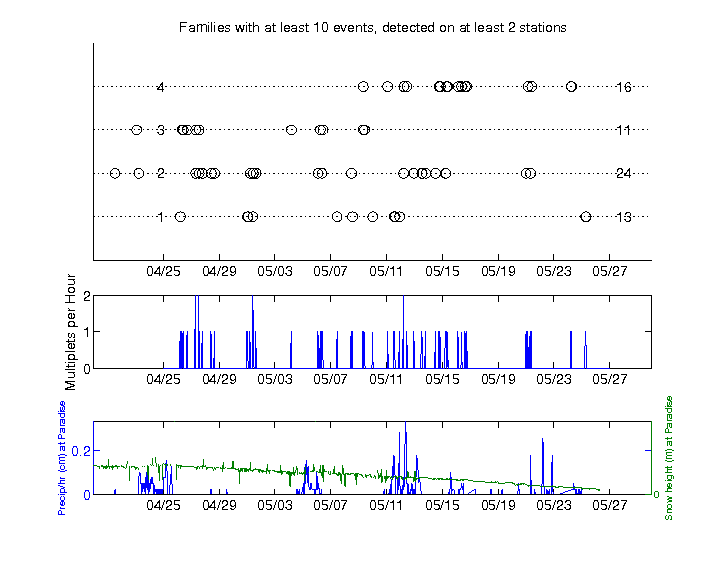 Families with at least 10 events, detected on at least 2 stations
4 16
3 11
2 24
1 13
04/25 04/29 05/03 05/07 05/11 05/15 05/19 05/23 05/27
Multiplets per Hour
2
1
0
04/25 04/29 05/03 05/07 05/11 05/15 05/19 05/23 05/27
Precip/hr (cm) at Paradise
0.2
0
Snow height (m) at Paradise
0
04/25 04/29 05/03 05/07 05/11 05/15 05/19 05/23 05/27